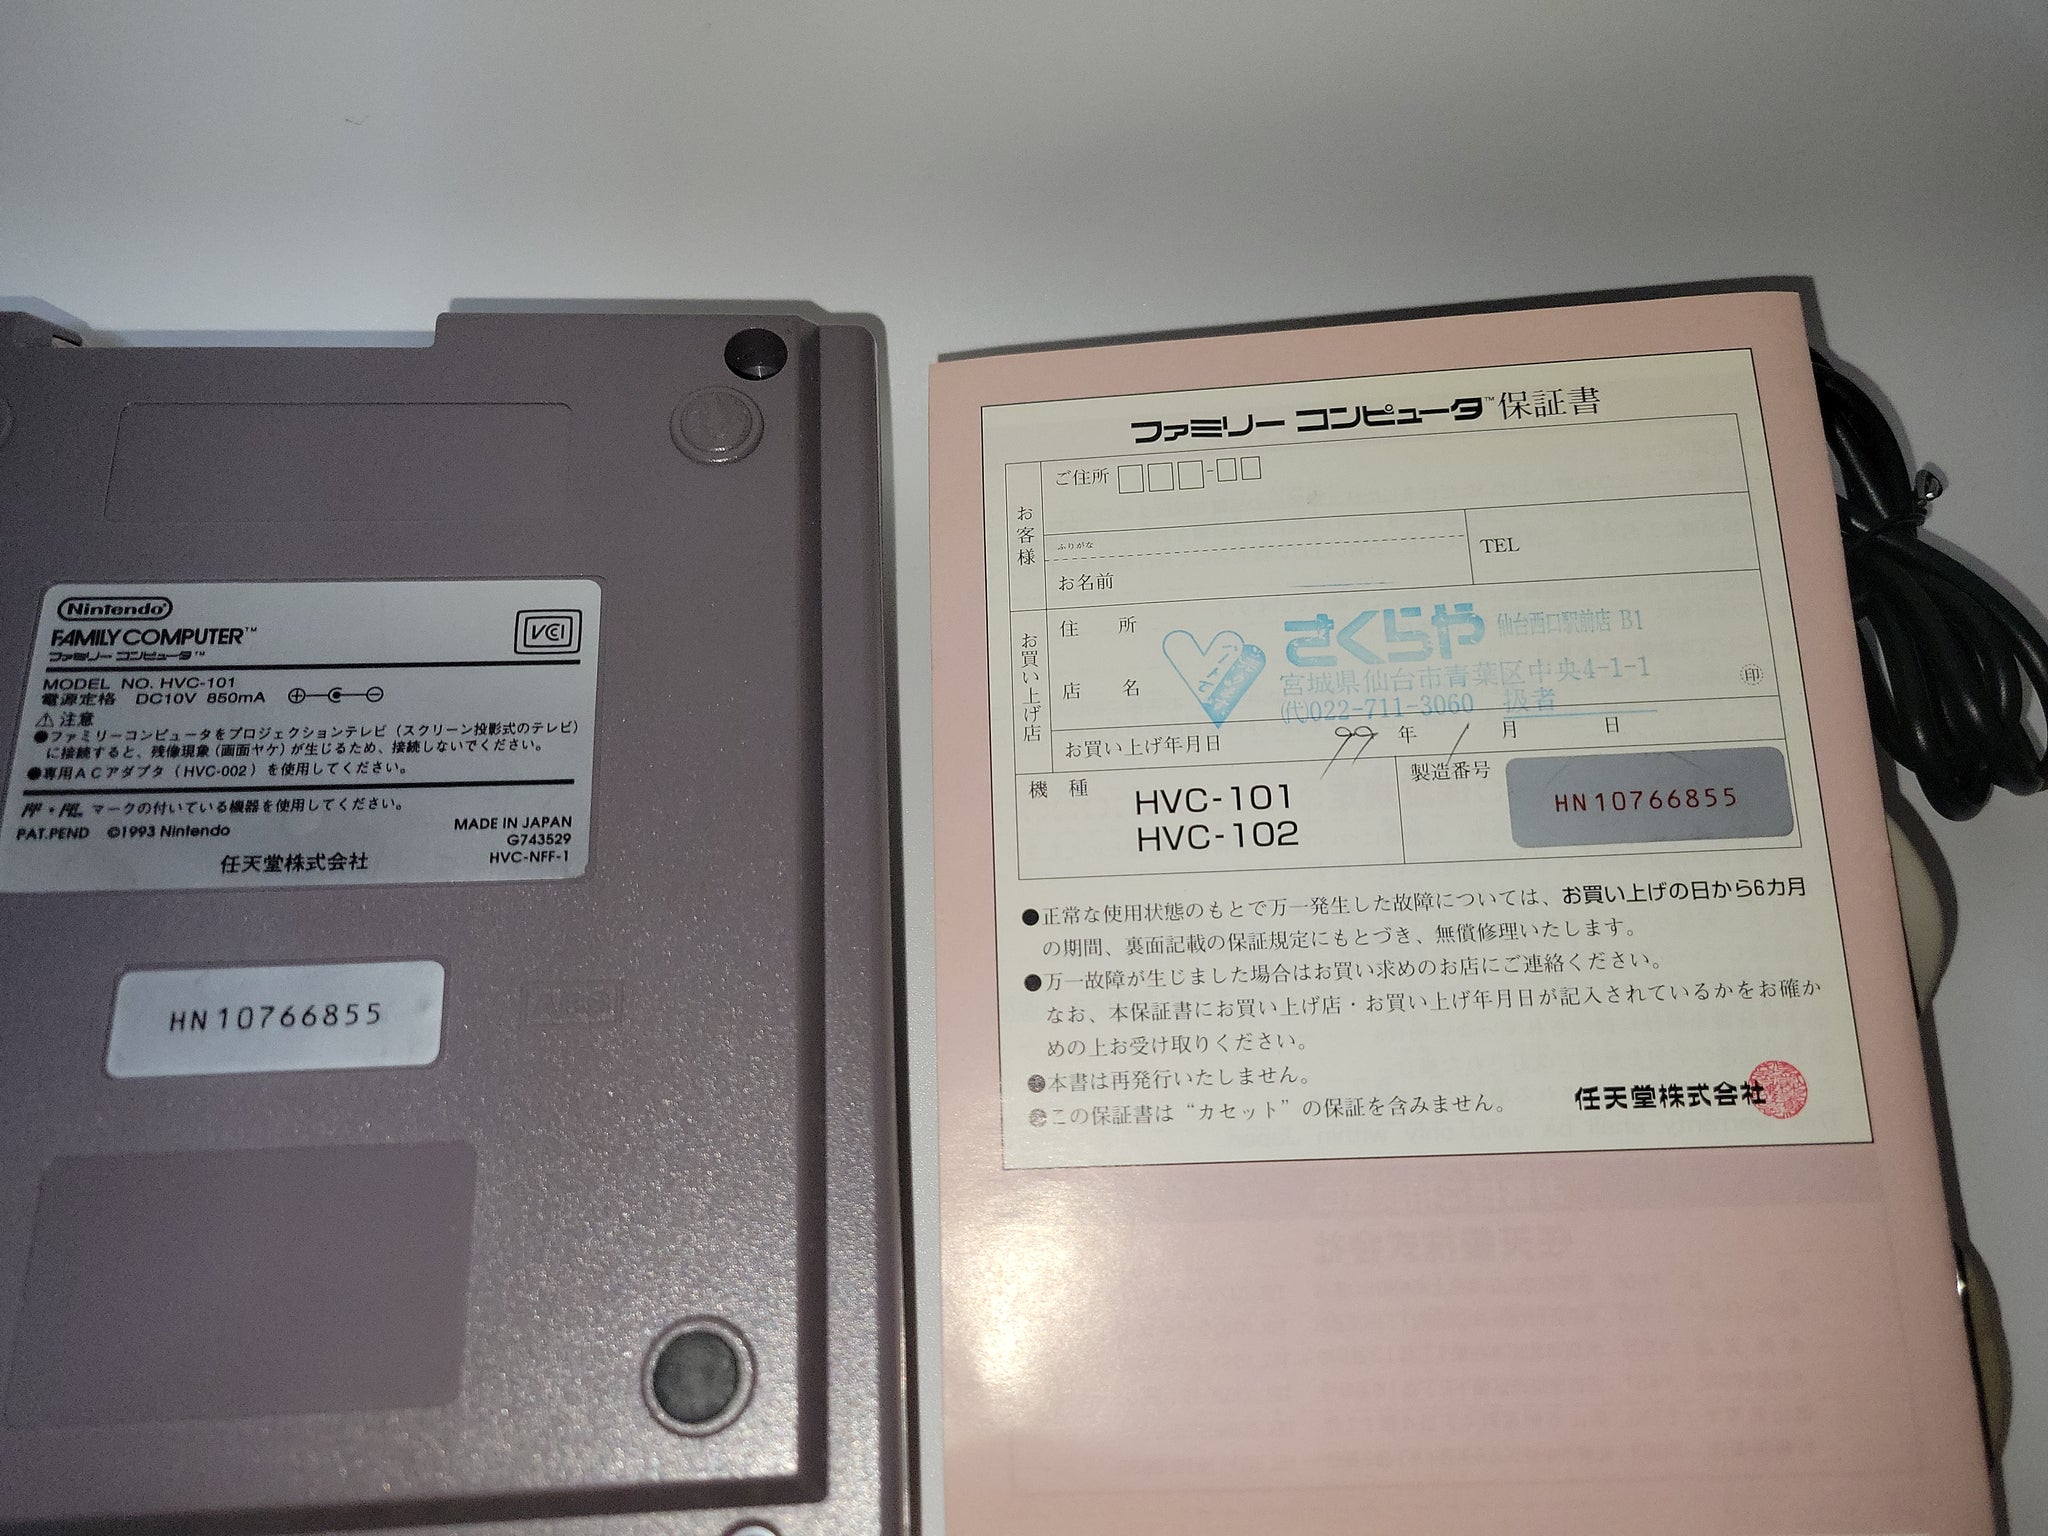 Nintendo®
FAMILY COMPUTER™
ファミリー コンピュータ™
VCI
MODEL NO. HVC-101
電源定格 DC10V 850mA
⚠注意
●ファミリーコンピュータをプロジェクションテレビ（スクリーン投影式のテレビ）
に接続すると、残像現象（画面ヤケ）が生じるため、接続しないでください。
●専用ACアダプタ（HVC-002）を使用してください。
マークの付いている機器を使用してください。
PAT.PEND ©1993 Nintendo
MADE IN JAPAN
G743529
HVC-NFF-1
任天堂株式会社
HN10766855
ファミリー コンピュータ™保証書
お客様
ご住所 □□□-□□
ふりがな
お名前
TEL
お買い上げ店
住所
店名
さくらや 仙台西口駅前店 B1
宮城県仙台市青葉区中央4-1-1
(代)022-711-3060 扱者
印
お買い上げ年月日 99年 1月 日
機種
HVC-101
HVC-102
製造番号
HN10766855
●正常な使用状態のもとで万一発生した故障については、お買い上げの日から6カ月
の期間、裏面記載の保証規定にもとづき、無償修理いたします。
●万一故障が生じました場合はお買い求めのお店にご連絡ください。
なお、本保証書にお買い上げ店・お買い上げ年月日が記入されているかをお確か
めの上お受け取りください。
●本書は再発行いたしません。
●この保証書は“カセット”の保証を含みません。
任天堂株式会社